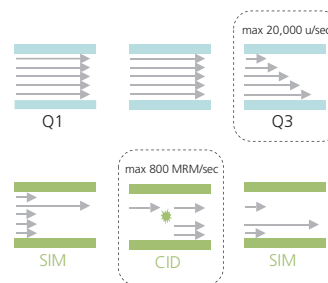 max 20,000 u/sec
Q1
Q3
max 800 MRM/sec
SIM
CID
SIM